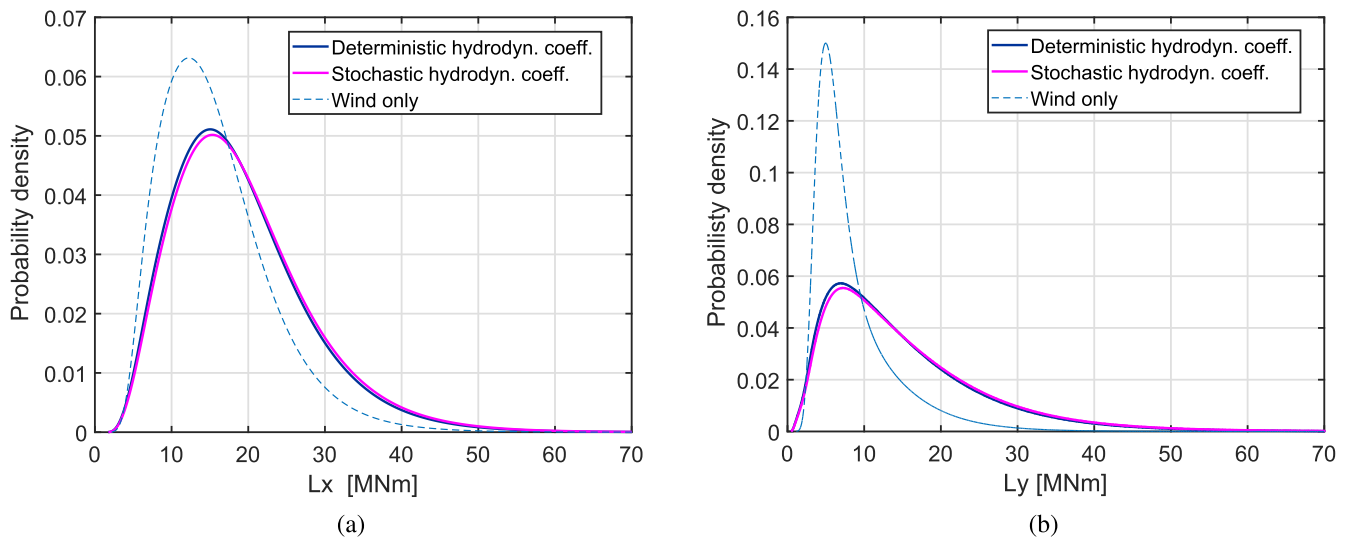 0.07
0.06
0.05
0.04
0.03
0.02
0.01
0
Probability density
Deterministic hydrodyn. coeff.
Stochastic hydrodyn. coeff.
Wind only
0 10 20 30 40 50 60 70
Lx [MNm]
(a)
0.16
0.14
0.12
0.1
0.08
0.06
0.04
0.02
0
Probabilisty density
Deterministic hydrodyn. coeff.
Stochastic hydrodyn. coeff.
Wind only
0 10 20 30 40 50 60 70
Ly [MNm]
(b)